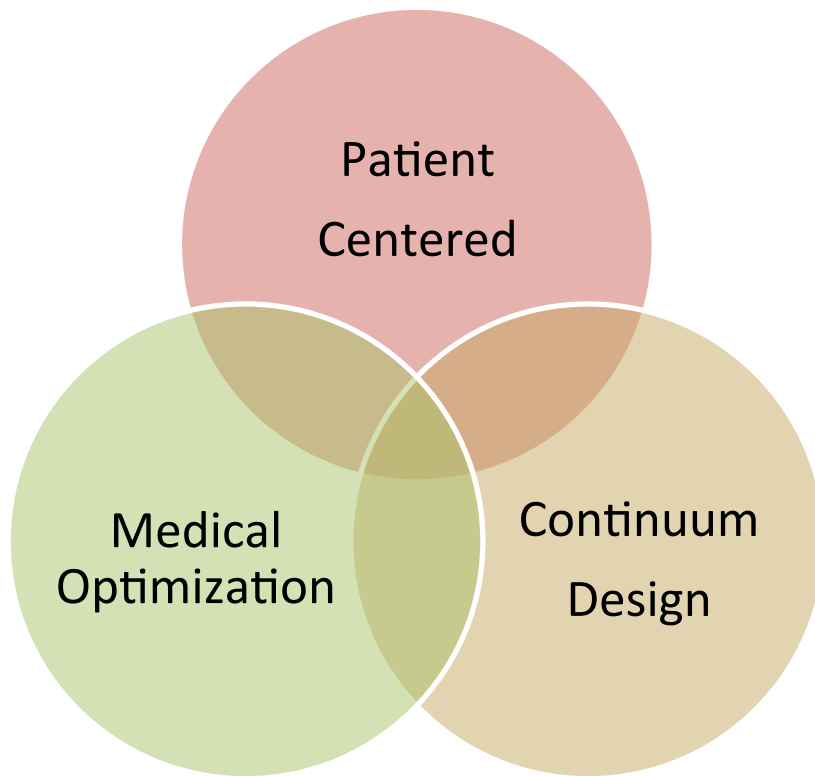 Patient
Centered
Medical
Optimization
Continuum
Design